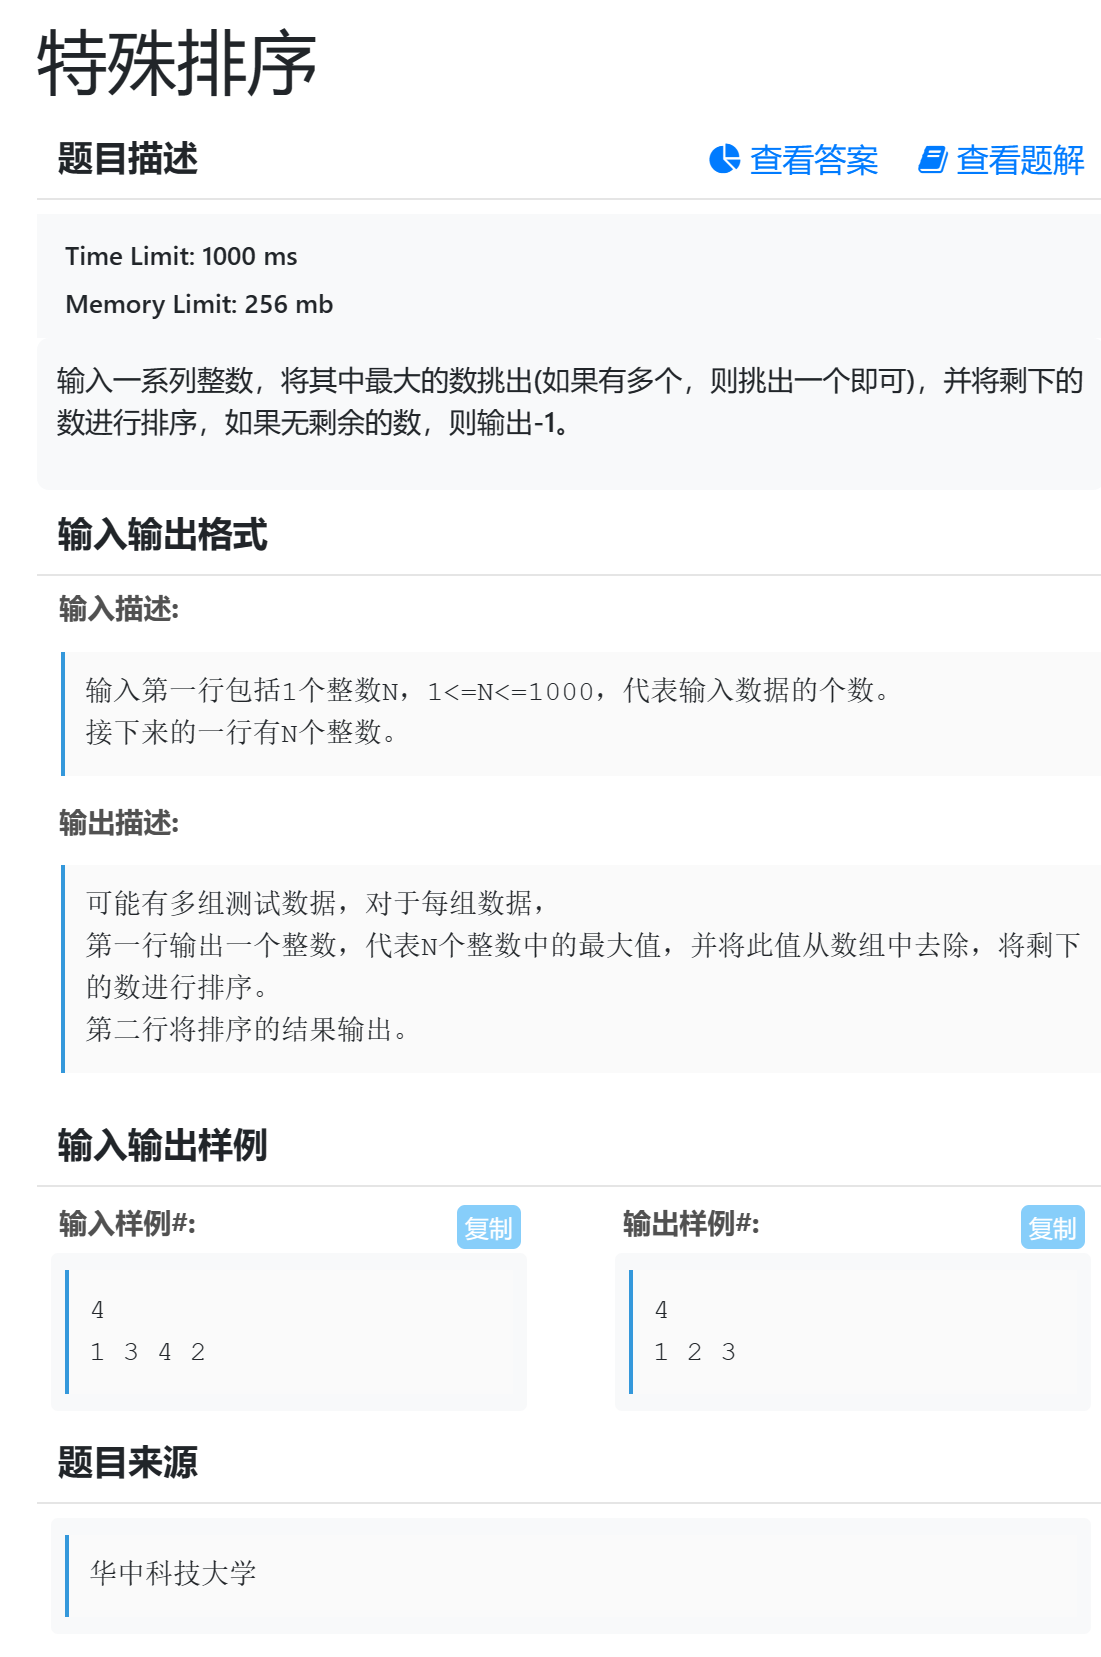 特殊排序
题目描述 查看答案 查看题解
Time Limit: 1000 ms
Memory Limit: 256 mb
输入一系列整数，将其中最大的数挑出(如果有多个，则挑出一个即可)，并将剩下的
数进行排序，如果无剩余的数，则输出-1。
输入输出格式
输入描述:
输入第一行包括1个整数N，1<=N<=1000，代表输入数据的个数。
接下来的一行有N个整数。
输出描述:
可能有多组测试数据，对于每组数据，
第一行输出一个整数，代表N个整数中的最大值，并将此值从数组中去除，将剩下
的数进行排序。
第二行将排序的结果输出。
输入输出样例
输入样例#: 复制
4
1 3 4 2
输出样例#: 复制
4
1 2 3
题目来源
华中科技大学